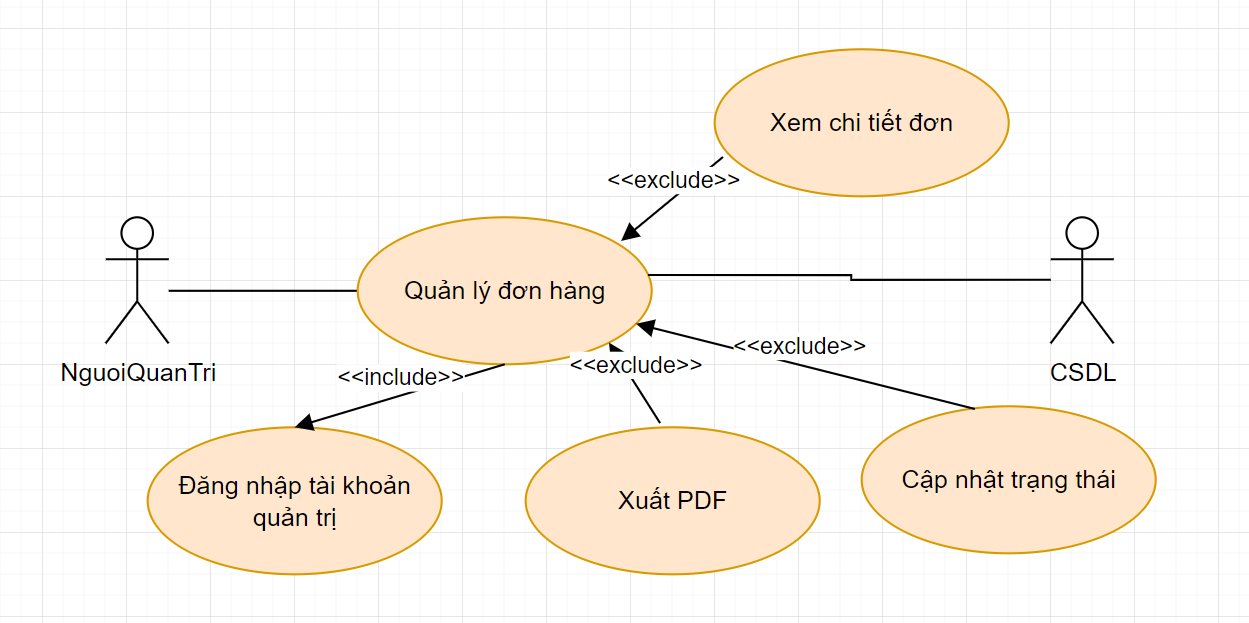 Xem chi tiết đơn
<<exclude>>
Quản lý đơn hàng
NguoiQuanTri
CSDL
<<include>>
<<exclude>>
<<exclude>>
Đăng nhập tài khoản
quản trị
Xuất PDF
Cập nhật trạng thái